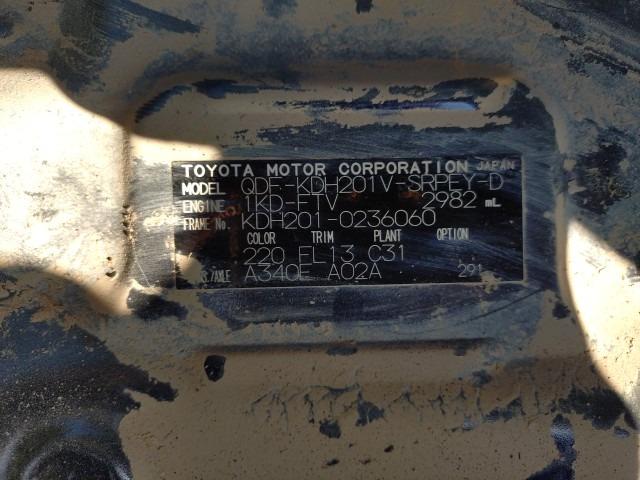 TOYOTA MOTOR CORPORATION JAPAN
MODEL QDF-KDH201V-SRPEY-D
ENGINE 1KD-FTV 2982 mL
FRAME No. KDH201-0236060
COLOR TRIM PLANT OPTION
220 FL13 C31
/AXLE A340E A02A 291